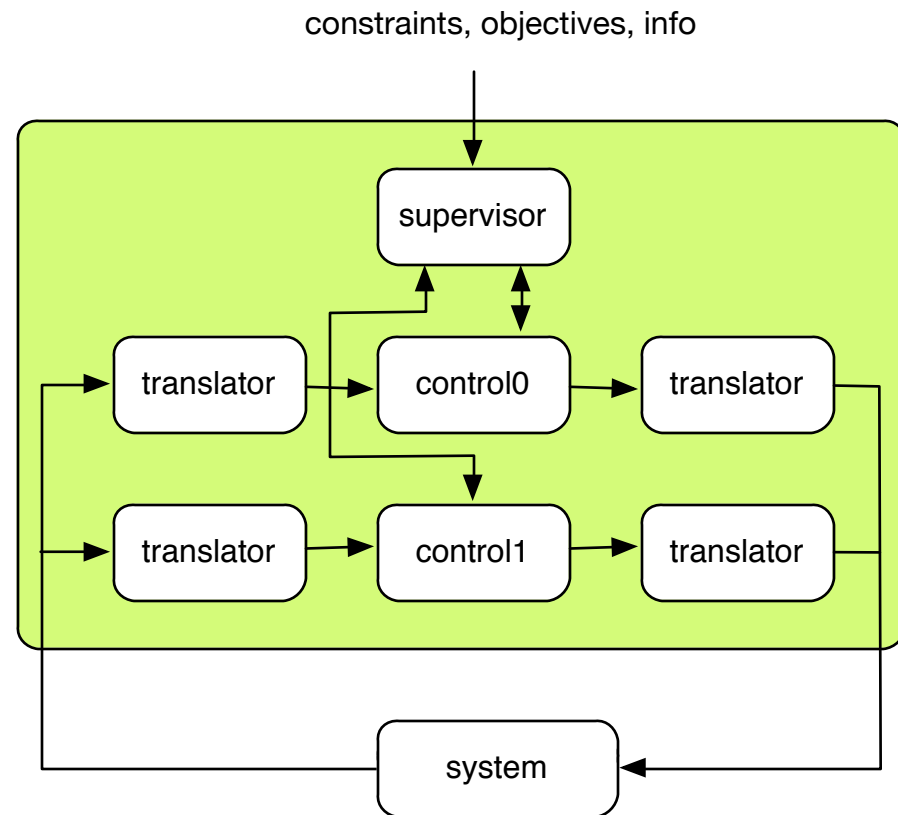 constraints, objectives, info
supervisor
translator
control0
translator
translator
control1
translator
system